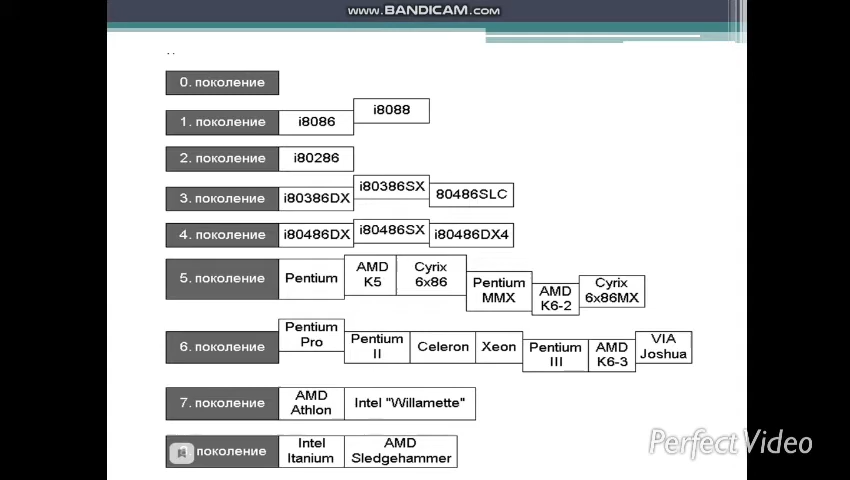 www.BANDICAM.com
..
0. поколение
1. поколение i8086 i8088
2. поколение i80286
3. поколение i80386DX i80386SX 80486SLC
4. поколение i80486DX i80486SX i80486DX4
5. поколение Pentium AMD K5 Cyrix 6x86 Pentium MMX AMD K6-2 Cyrix 6x86MX
6. поколение Pentium Pro Pentium II Celeron Xeon Pentium III AMD K6-3 VIA Joshua
7. поколение AMD Athlon Intel "Willamette"
поколение Intel Itanium AMD Sledgehammer
PerfectVideo